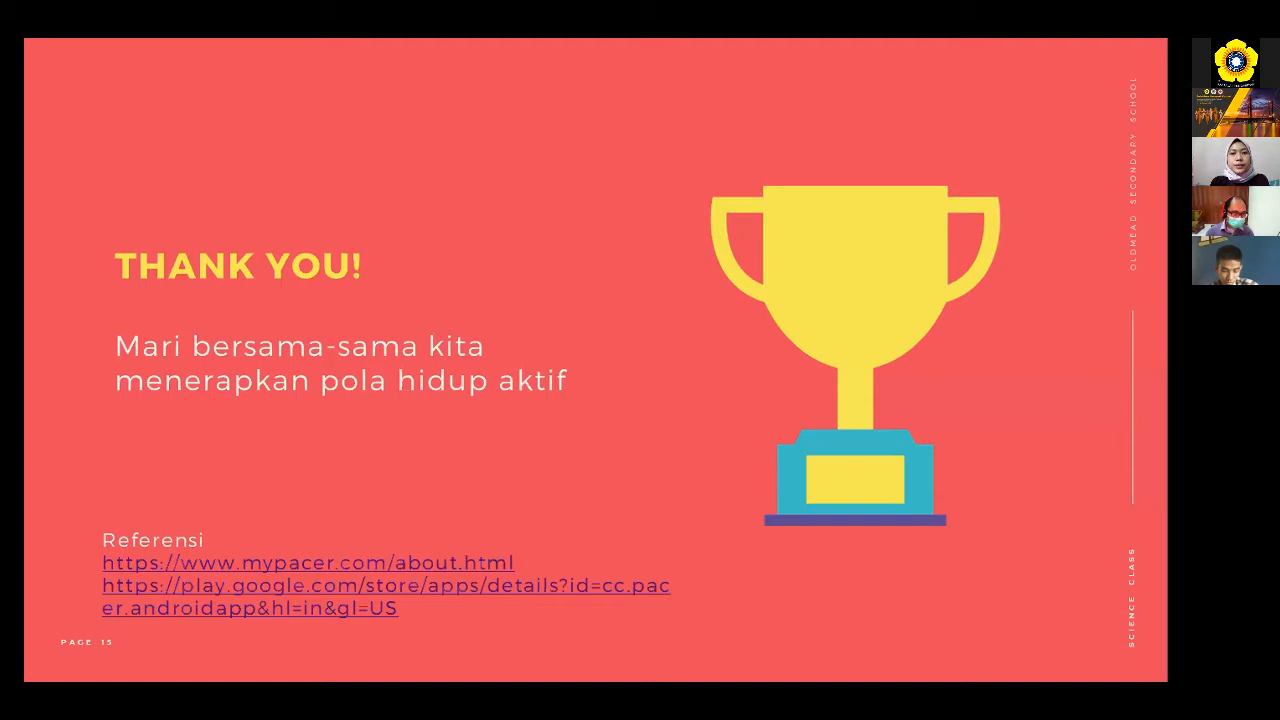 THANK YOU!
Mari bersama-sama kita
menerapkan pola hidup aktif
Referensi
https://www.mypacer.com/about.html
https://play.google.com/store/apps/details?id=cc.pac
er.androidapp&hl=in&gl=US
PAGE 15
OLDMEAD SECONDARY SCHOOL
SCIENCE CLASS